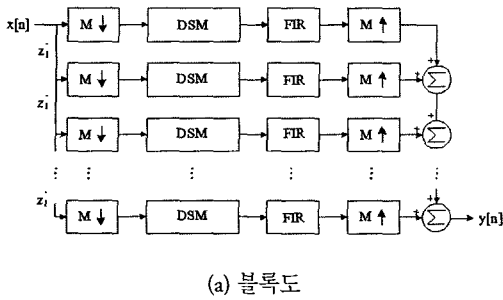 x[n] M ↓ DSM FIR M ↑
z₁⁻
+
M ↓ DSM FIR M ↑ + Σ
z₁⁻
+
M ↓ DSM FIR M ↑ + Σ
⋮ ⋮ ⋮ ⋮ ⋮ ⋮
z₁⁻
+
M ↓ DSM FIR M ↑ + Σ y[n]
(a) 블록도